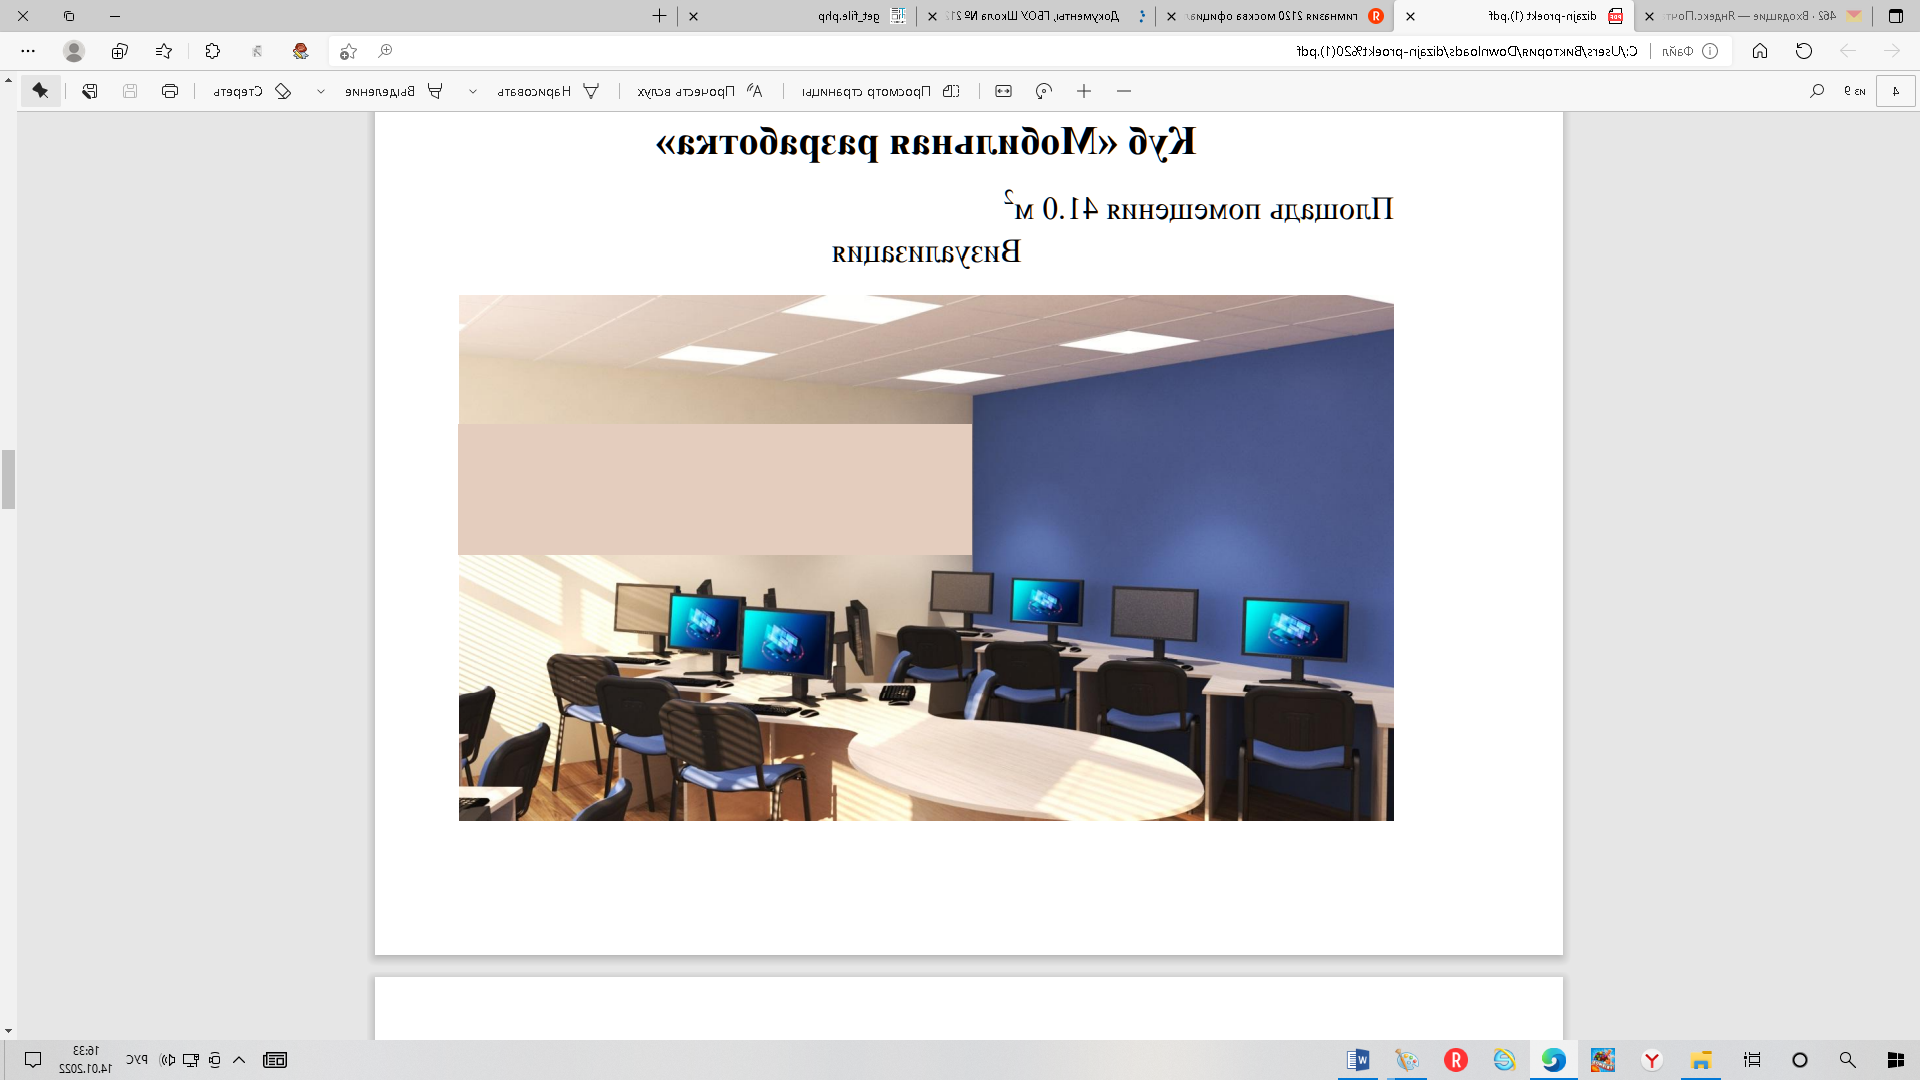 462 · Входящие — Яндекс.Почт
dizajn-proekt (1).pdf
гимназия 2120 москва официал
Документы, ГБОУ Школа № 212
get_file.php
Файл
C:/Users/Виктория/Downloads/dizajn-proekt%20(1).pdf
4
из 9
Просмотр страницы
Прочесть вслух
Нарисовать
Выделение
Стереть
Куб «Мобильная разработка»
Площадь помещения 41.0 м²
Визуализация
РУС
16:33
14.01.2022